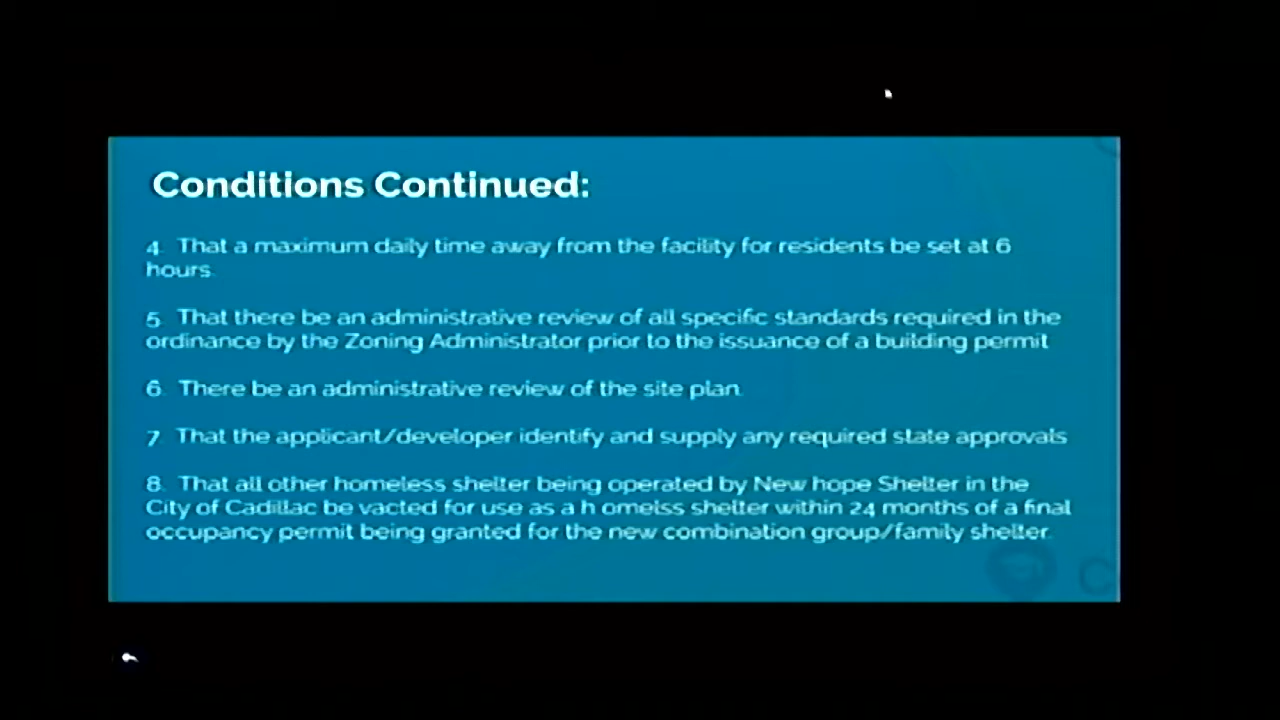 Conditions Continued:
4. That a maximum daily time away from the facility for residents be set at 6
hours.
5. That there be an administrative review of all specific standards required in the
ordinance by the Zoning Administrator prior to the issuance of a building permit
6. There be an administrative review of the site plan.
7. That the applicant/developer identify and supply any required state approvals
8. That all other homeless shelter being operated by New hope Shelter in the
City of Cadillac be vacted for use as a h omelss shelter within 24 months of a final
occupancy permit being granted for the new combination group/family shelter.